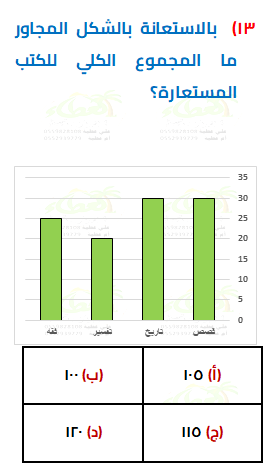 ١٣) بالاستعانة بالشكل المجاور
ما المجموع الكلي للكتب
المستعارة؟
35
30
25
20
15
10
5
0
قصص تاريخ تفسير فقه
(أ) ١٠٥ (ب) ١٠٠
(ج) ١١٥ (د) ١٢٠